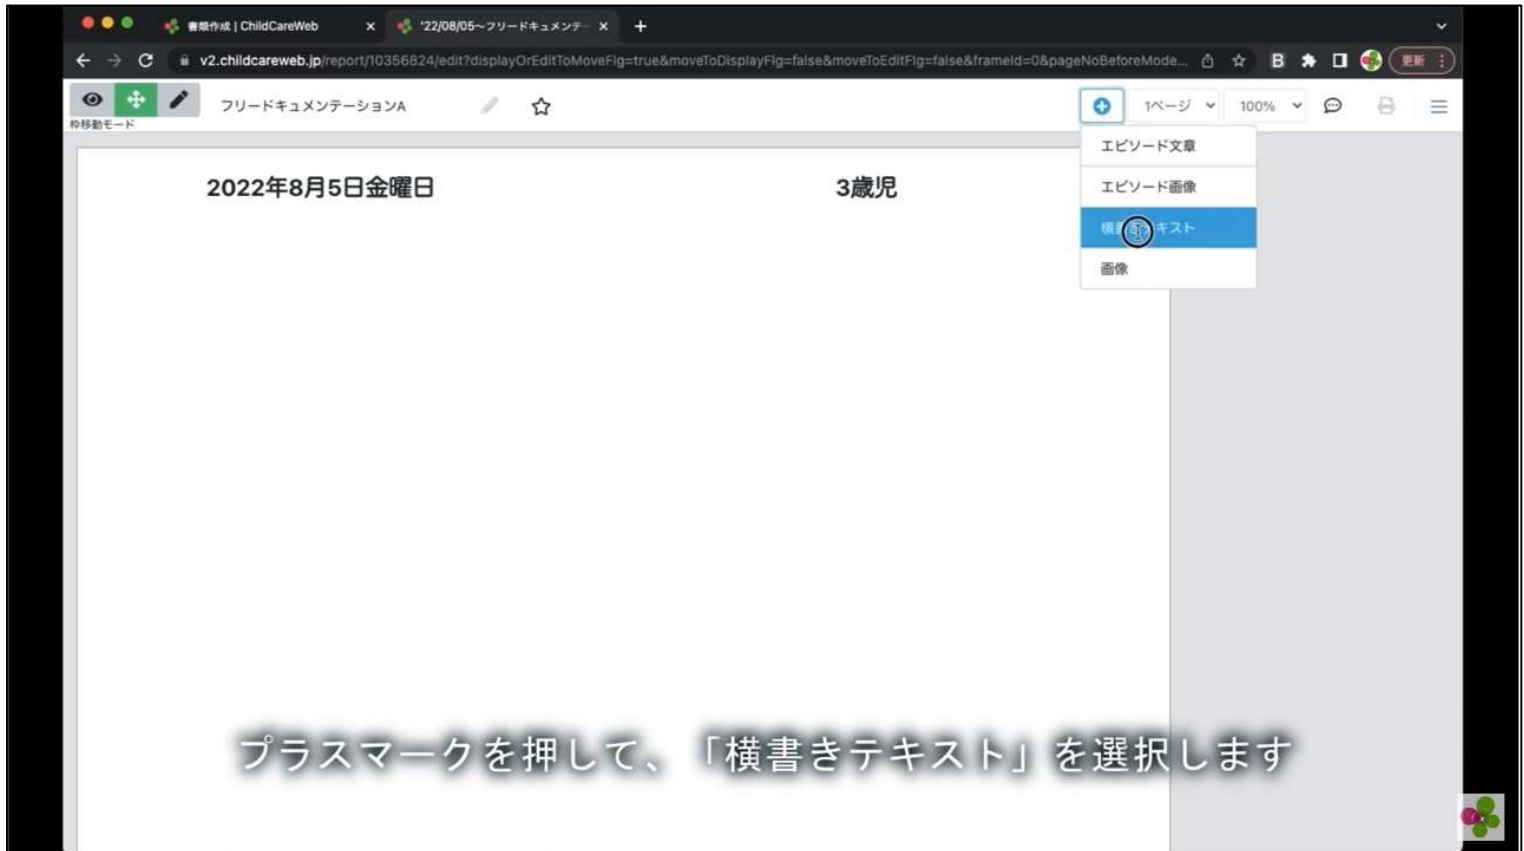 書類作成 | ChildCareWeb
'22/08/05〜フリードキュメンテ
v2.childcareweb.jp/report/10356824/edit?displayOrEditToMoveFlg=true&moveToDisplayFlg=false&moveToEditFlg=false&frameId=0&pageNoBeforeMode...
更新
枠移動モード
フリードキュメンテーションA
1ページ
100%
エピソード文章
2022年8月5日金曜日
3歳児
エピソード画像
横書きテキスト
画像
プラスマークを押して、「横書きテキスト」を選択します